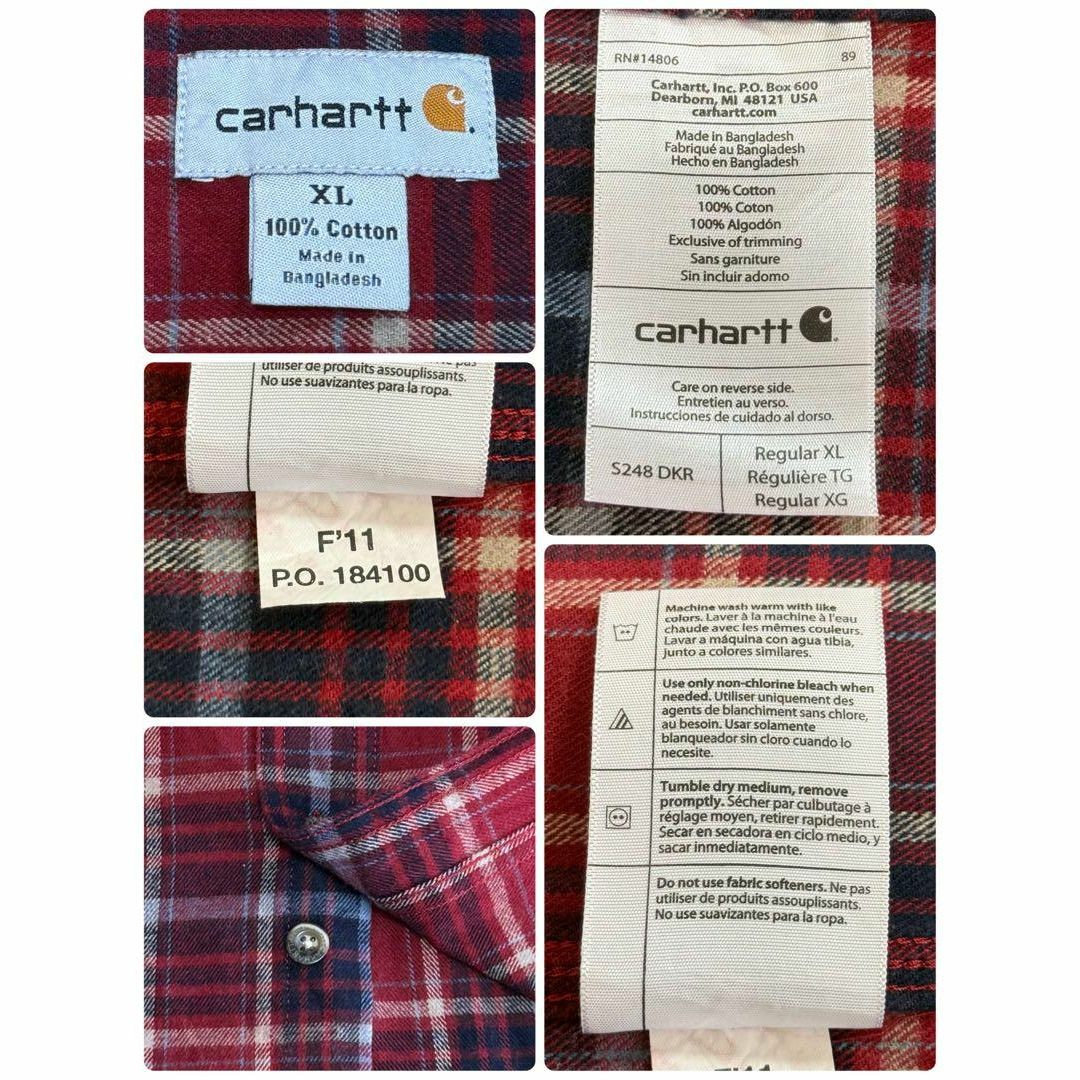 carhartt
XL
100% Cotton
Made in
Bangladesh
utiliser de produits assouplissants.
No use suavizantes para la ropa.
F'11
P.O. 184100
RN#14806 89
Carhartt, Inc. P.O. Box 600
Dearborn, MI 48121 USA
carhartt.com
Made in Bangladesh
Fabriqué au Bangladesh
Hecho en Bangladesh
100% Cotton
100% Coton
100% Algodón
Exclusive of trimming
Sans garniture
Sin incluir adorno
carhartt
Care on reverse side.
Entretien au verso.
Instrucciones de cuidado al dorso.
S248 DKR
Regular XL
Régulière TG
Regular XG
Machine wash warm with like
colors. Laver à la machine à l'eau
chaude avec les mêmes couleurs.
Lavar a máquina con agua tibia,
junto a colores similares.
Use only non-chlorine bleach when
needed. Utiliser uniquement des
agents de blanchiment sans chlore,
au besoin. Usar solamente
blanqueador sin cloro cuando lo
necesite.
Tumble dry medium, remove
promptly. Sécher par culbutage à
réglage moyen, retirer rapidement.
Secar en secadora en ciclo medio, y
sacar inmediatamente.
Do not use fabric softeners. Ne pas
utiliser de produits assouplissants.
No use suavizantes para la ropa.
F'11